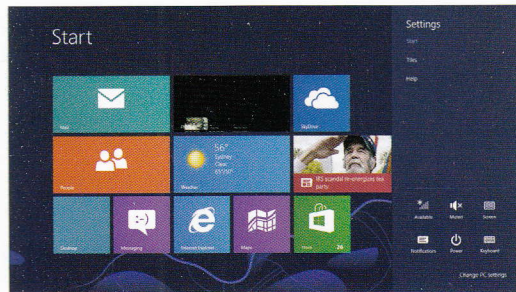 Start
Settings
Start
Tiles
Help
Mail
SkyDrive
People
56°
Sydney
Clear
Weather
IRS scandal re-energizes tea
party
Desktop
Messaging
Internet Explorer
Maps
Store
26
Available
Muted
Screen
Notifications
Power
Keyboard
Change PC settings